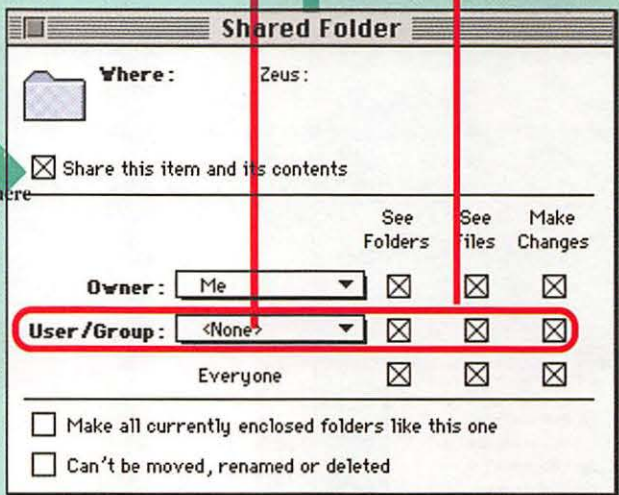 Shared Folder
Where: Zeus:
Share this item and its contents
here
See See Make
Folders Files Changes
Owner: Me
User/Group: <None>
Everyone
Make all currently enclosed folders like this one
Can't be moved, renamed or deleted